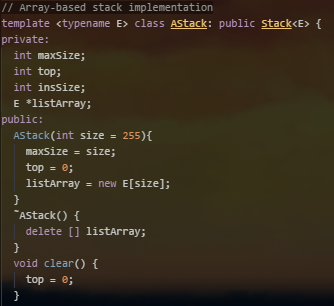 // Array-based stack implementation
template <typename E> class AStack: public Stack<E> {
private:
  int maxSize;
  int top;
  int insSize;
  E *listArray;
public:
  AStack(int size = 255){
    maxSize = size;
    top = 0;
    listArray = new E[size];
  }
  ~AStack() {
    delete [] listArray;
  }
  void clear() {
    top = 0;
  }